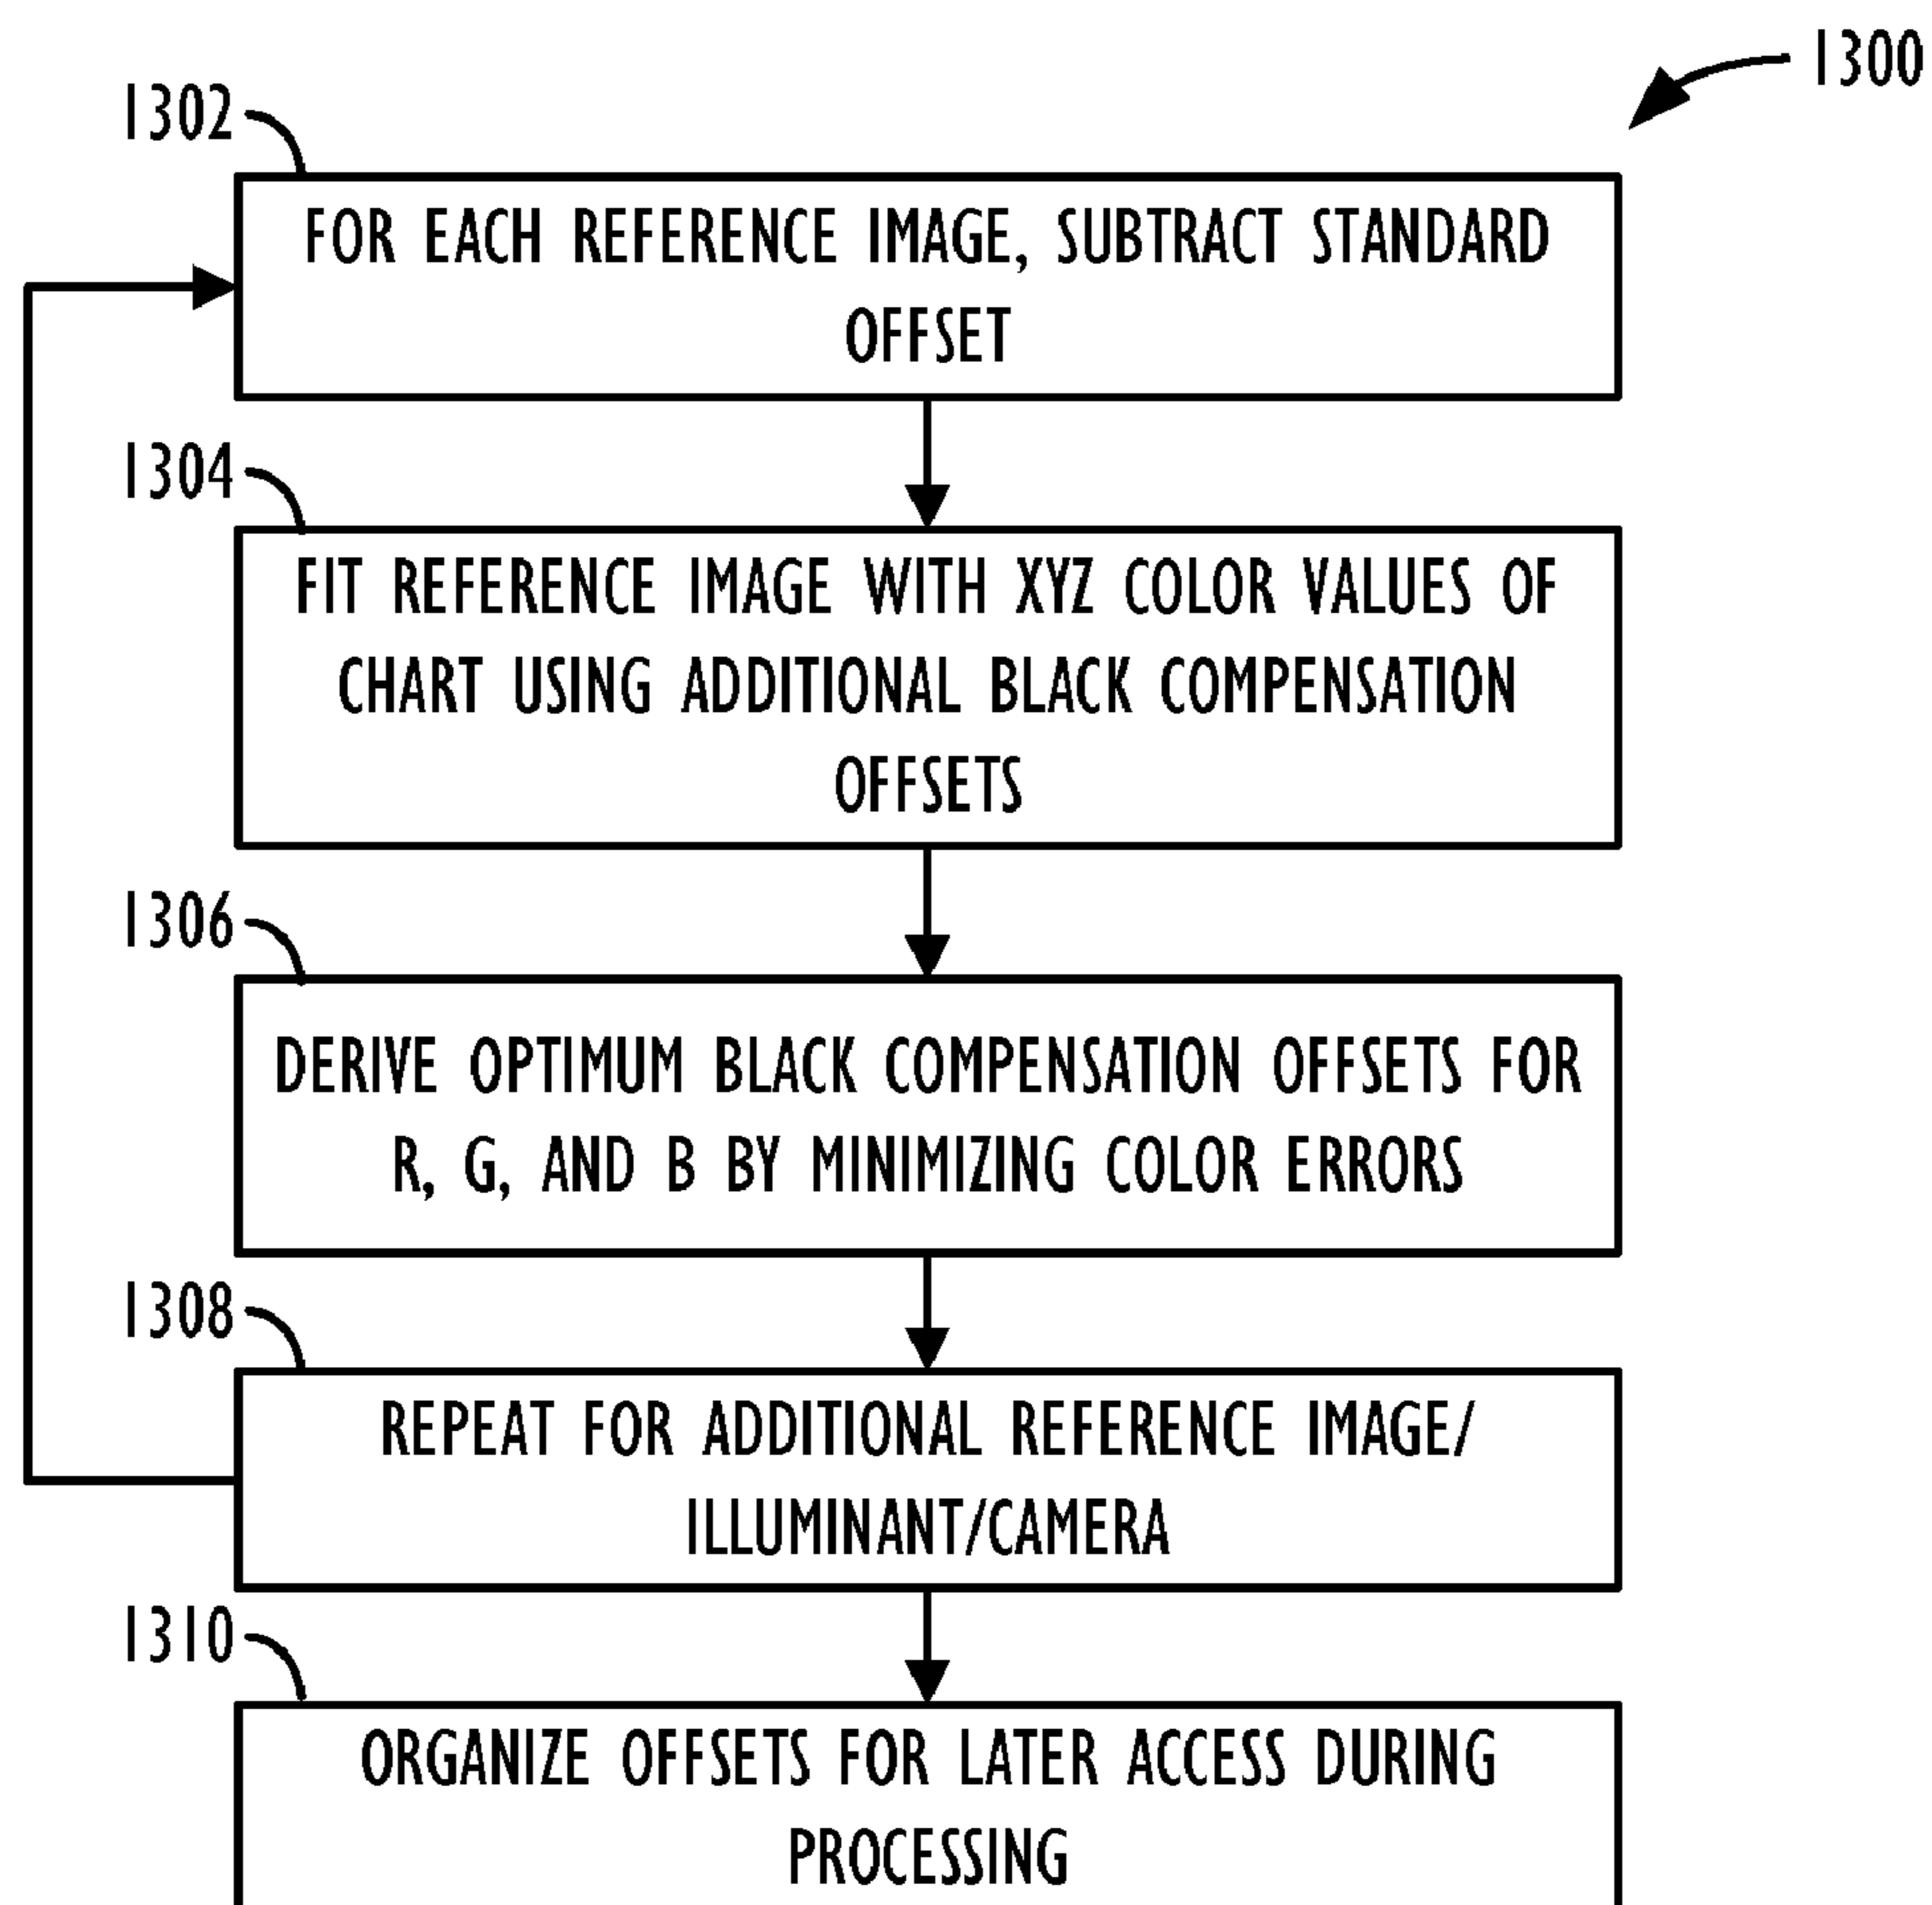 1300
1302
FOR EACH REFERENCE IMAGE, SUBTRACT STANDARD
OFFSET
1304
FIT REFERENCE IMAGE WITH XYZ COLOR VALUES OF
CHART USING ADDITIONAL BLACK COMPENSATION
OFFSETS
1306
DERIVE OPTIMUM BLACK COMPENSATION OFFSETS FOR
R, G, AND B BY MINIMIZING COLOR ERRORS
1308
REPEAT FOR ADDITIONAL REFERENCE IMAGE/
ILLUMINANT/CAMERA
1310
ORGANIZE OFFSETS FOR LATER ACCESS DURING
PROCESSING